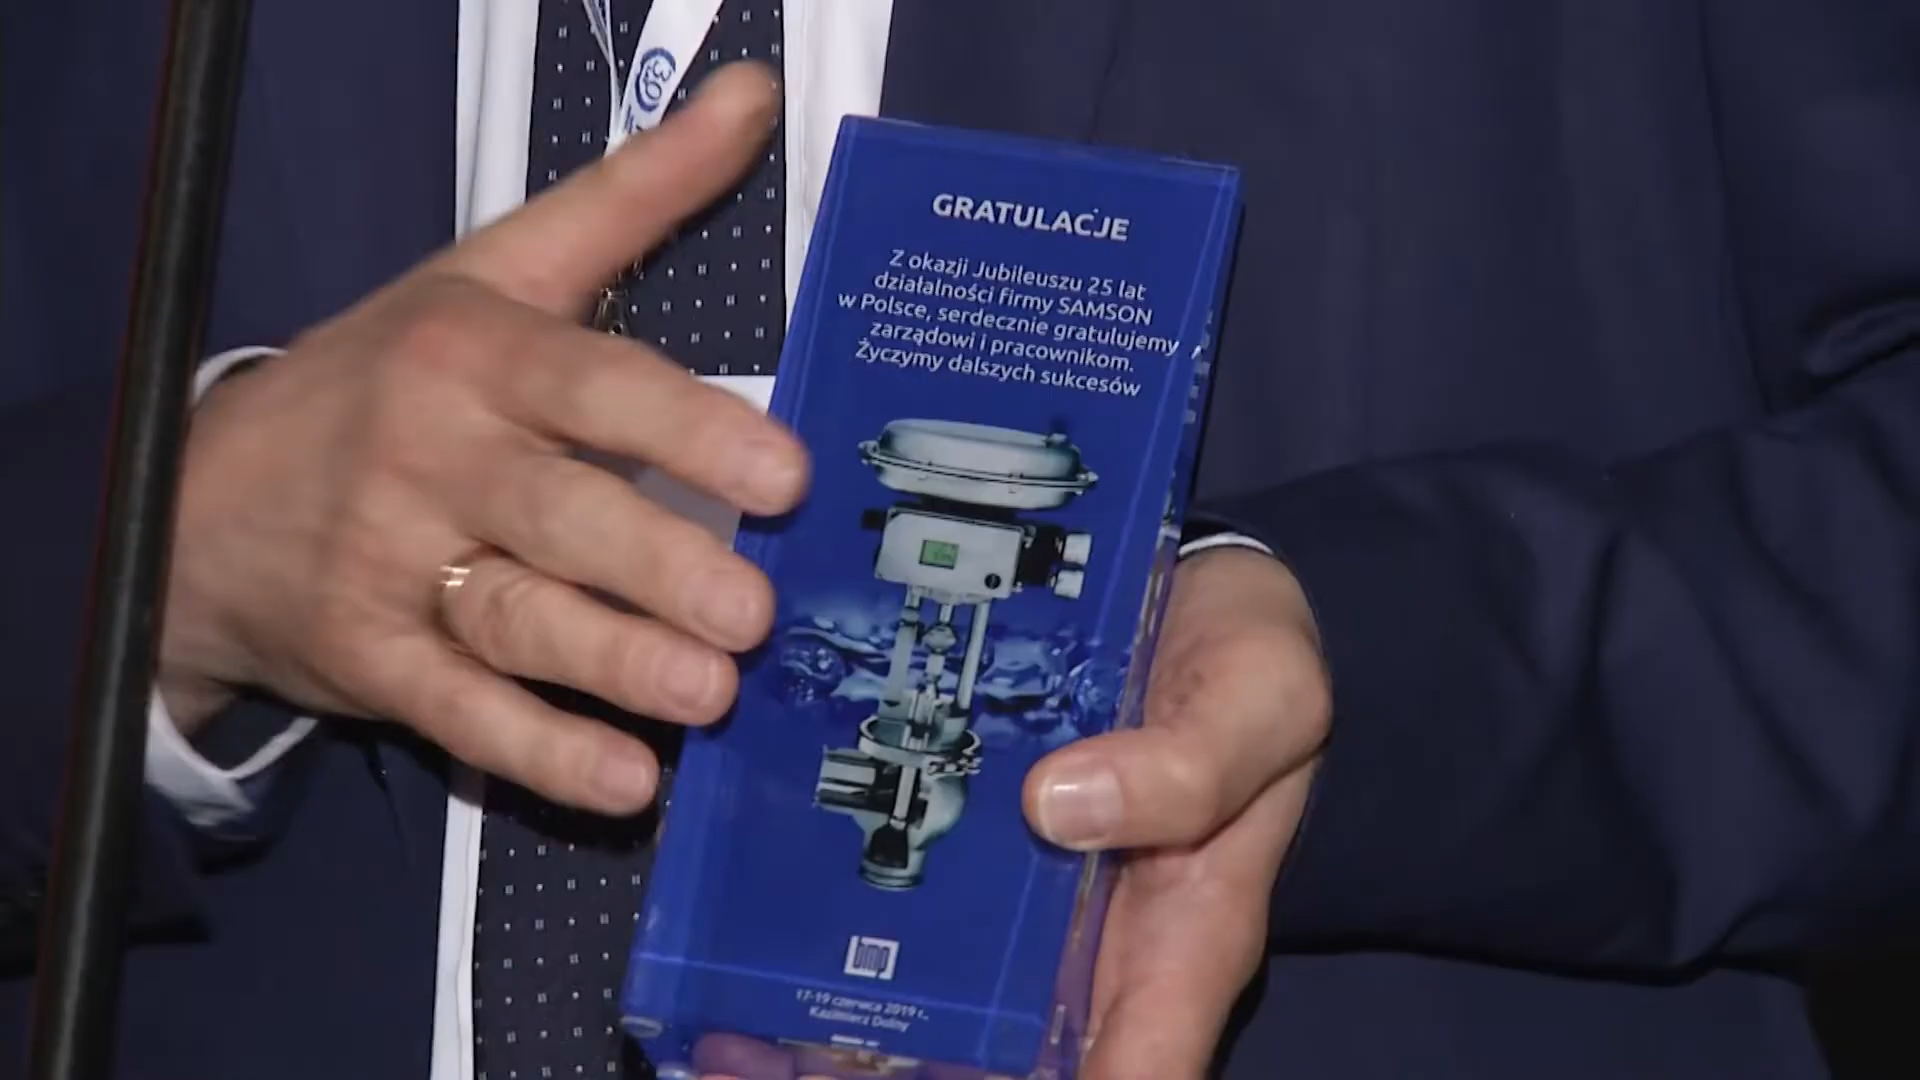 GRATULACJE
Z okazji Jubileuszu 25 lat
działalności firmy SAMSON
w Polsce, serdecznie gratulujemy
zarządowi i pracownikom.
Życzymy dalszych sukcesów
bmp
17-19 czerwca 2019 r.,
Kazimierz Dolny